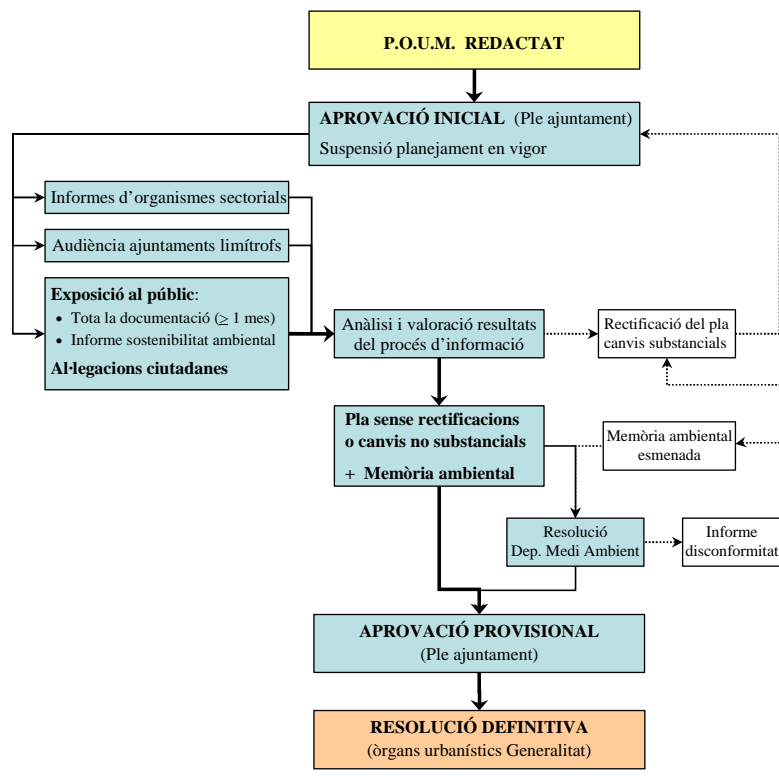 P.O.U.M. REDACTAT
APROVACIÓ INICIAL (Ple ajuntament)
Suspensió planejament en vigor
Informes d'organismes sectorials
Audiència ajuntaments limítrofs
Exposició al públic:
• Tota la documentació (≥ 1 mes)
• Informe sostenibilitat ambiental
Al·legacions ciutadanes
Anàlisi i valoració resultats
del procés d'informació
Rectificació del pla
canvis substancials
Pla sense rectificacions
o canvis no substancials
+ Memòria ambiental
Memòria ambiental
esmenada
Resolució
Dep. Medi Ambient
Informe
disconformitat
APROVACIÓ PROVISIONAL
(Ple ajuntament)
RESOLUCIÓ DEFINITIVA
(òrgans urbanístics Generalitat)